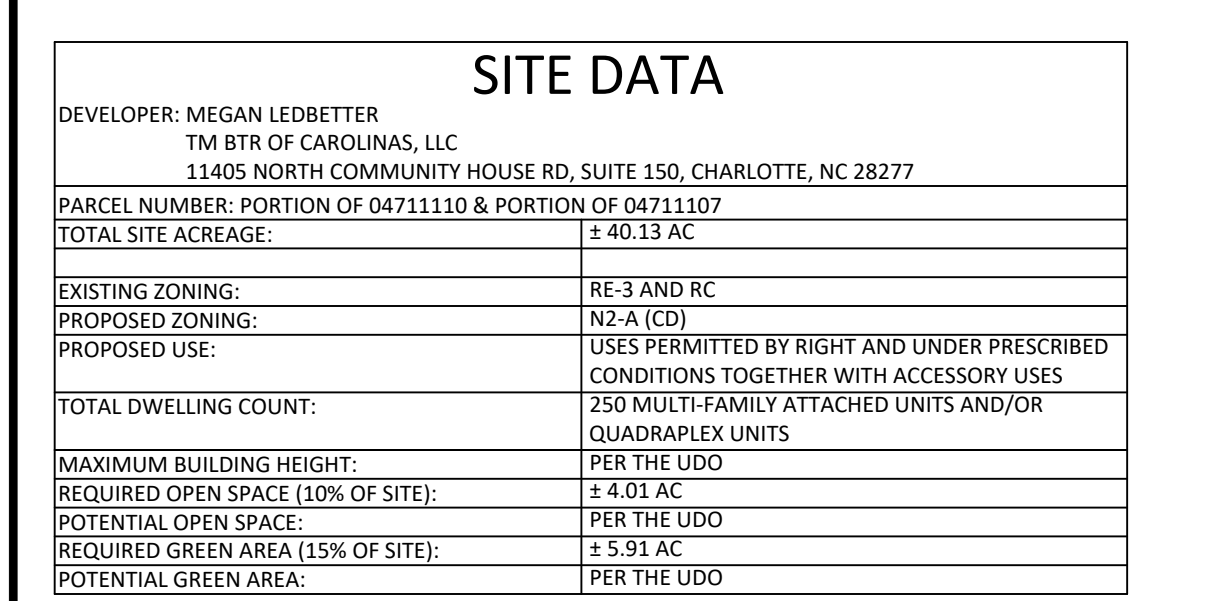 SITE DATA
DEVELOPER: MEGAN LEDBETTER
TM BTR OF CAROLINAS, LLC
11405 NORTH COMMUNITY HOUSE RD, SUITE 150, CHARLOTTE, NC 28277
PARCEL NUMBER: PORTION OF 04711110 & PORTION OF 04711107
TOTAL SITE ACREAGE: ± 40.13 AC
EXISTING ZONING: RE-3 AND RC
PROPOSED ZONING: N2-A (CD)
PROPOSED USE: USES PERMITTED BY RIGHT AND UNDER PRESCRIBED
CONDITIONS TOGETHER WITH ACCESSORY USES
TOTAL DWELLING COUNT: 250 MULTI-FAMILY ATTACHED UNITS AND/OR
QUADRAPLEX UNITS
MAXIMUM BUILDING HEIGHT: PER THE UDO
REQUIRED OPEN SPACE (10% OF SITE): ± 4.01 AC
POTENTIAL OPEN SPACE: PER THE UDO
REQUIRED GREEN AREA (15% OF SITE): ± 5.91 AC
POTENTIAL GREEN AREA: PER THE UDO